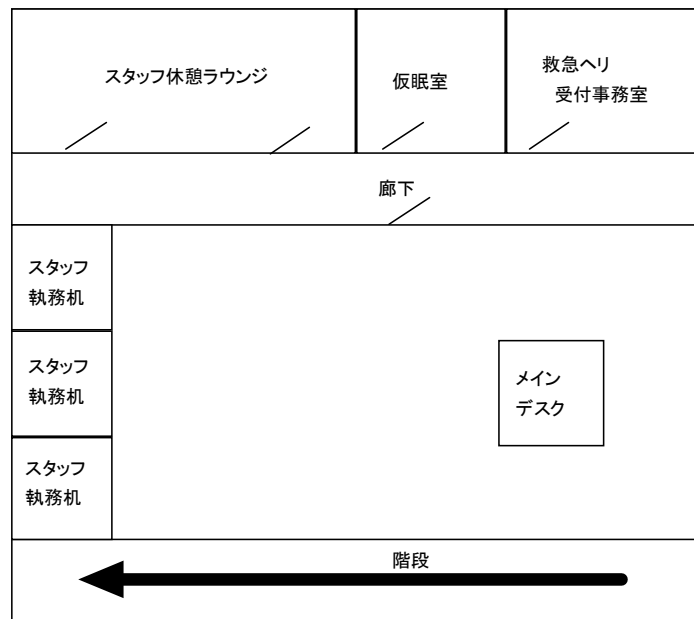 スタッフ休憩ラウンジ
仮眠室
救急ヘリ
受付事務室
廊下
スタッフ
執務机
スタッフ
執務机
スタッフ
執務机
メイン
デスク
階段